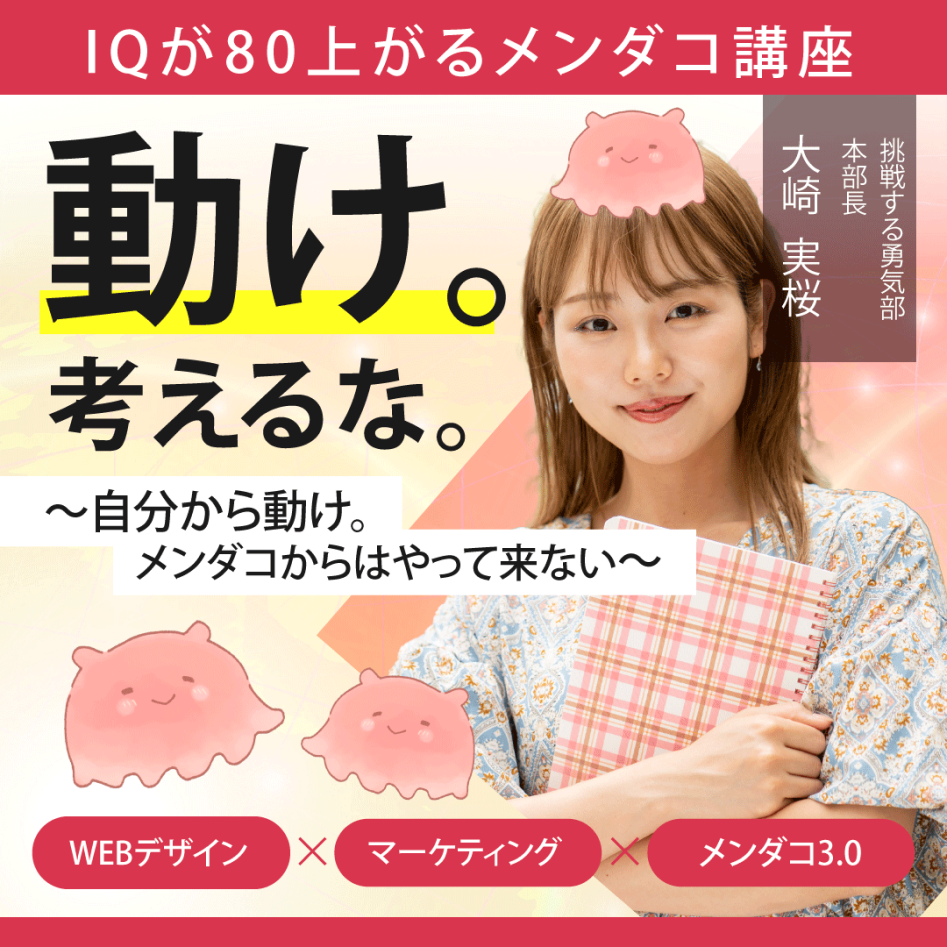 IQが80上がるメンダコ講座
動け。
考えるな。
～自分から動け。
メンダコからはやって来ない～
挑戦する勇気部
本部長
大崎 実桜
WEBデザイン×マーケティング×メンダコ3.0